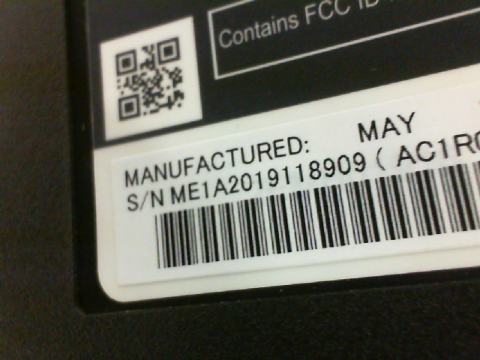 Contains FCC ID
MANUFACTURED: MAY
S/N ME1A2019118909 ( AC1R